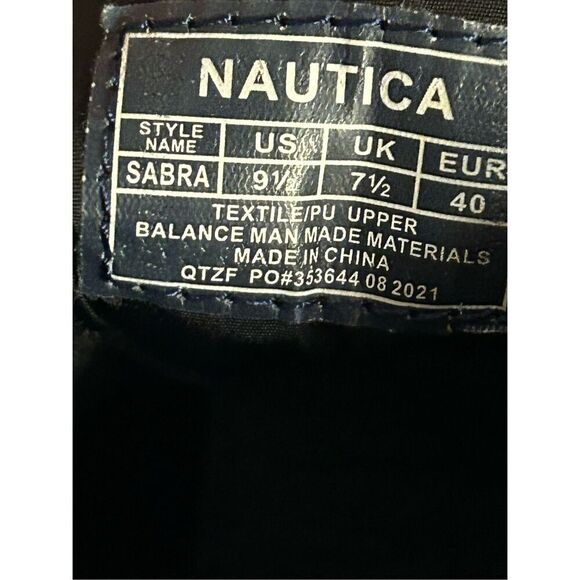 NAUTICA
STYLE NAME US UK EUR
SABRA 9½ 7½ 40
TEXTILE/PU UPPER
BALANCE MAN MADE MATERIALS
MADE IN CHINA
QTZF PO#353644 08 2021